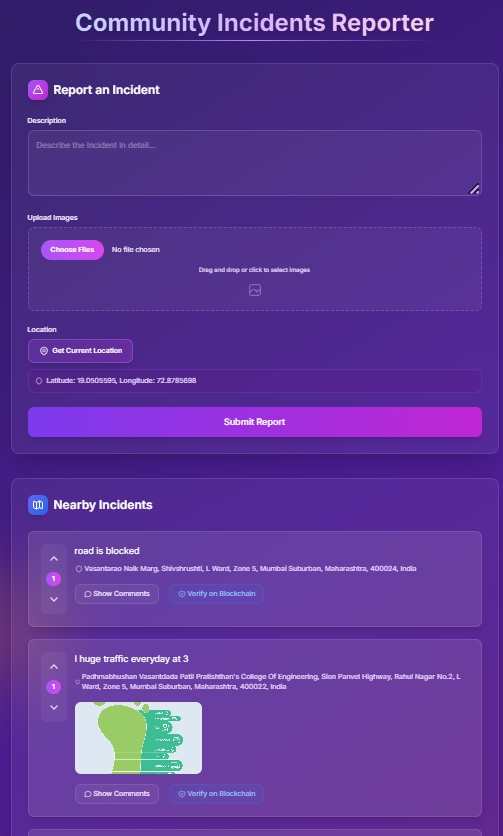 Community Incidents Reporter
Report an Incident
Description
Describe the incident in detail...
Upload Images
Choose Files No file chosen
Drag and drop or click to select images
Location
Get Current Location
Latitude: 19.0505595, Longitude: 72.8785698
Submit Report
Nearby Incidents
road is blocked
1
Vasantarao Naik Marg, Shivshrusti, L Ward, Zone 5, Mumbai Suburban, Maharashtra, 400024, India
Show Comments Verify on Blockchain
I huge traffic everyday at 3
1
Padmabhushan Vasantdada Patil Pratishthan's College Of Engineering, Sion Panvel Highway, Rahul Nagar No.2, L
Ward, Zone 5, Mumbai Suburban, Maharashtra, 400022, India
Show Comments Verify on Blockchain